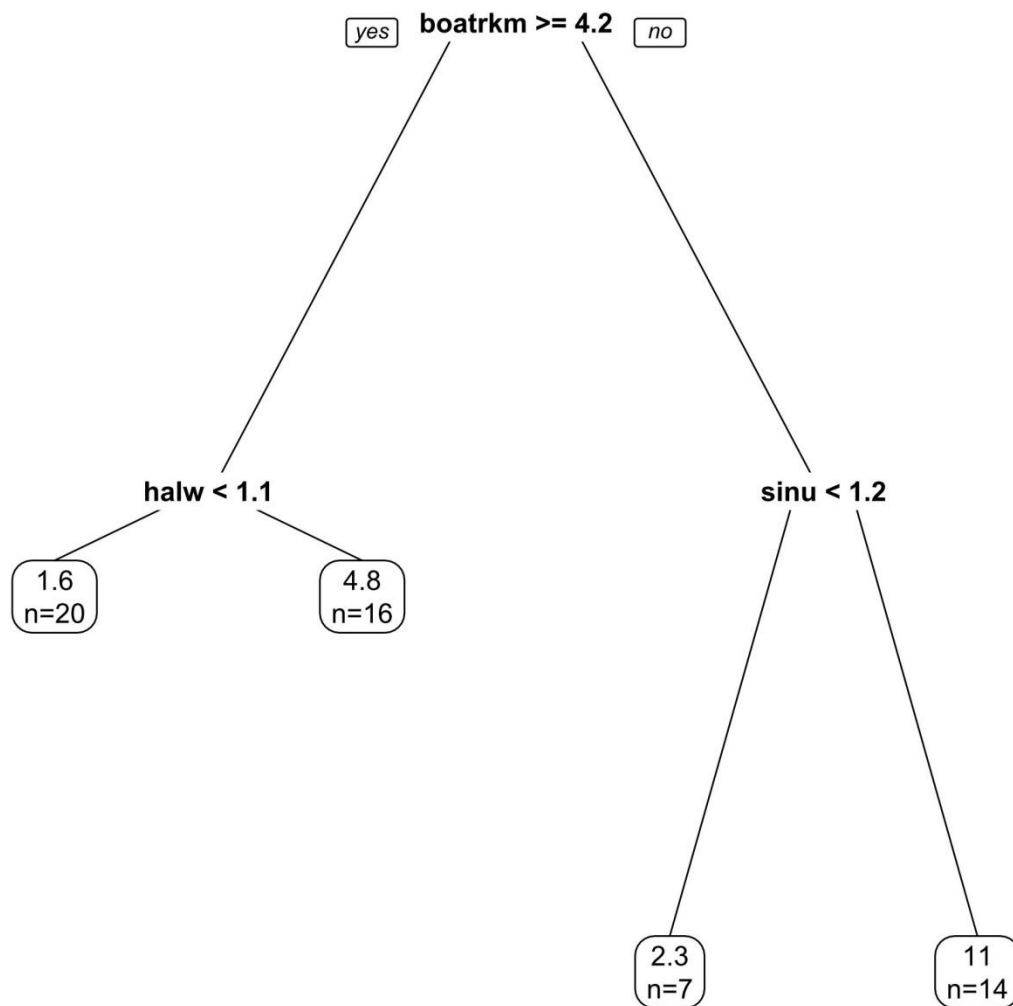 yes boatrkm >= 4.2 no
halw < 1.1
sinu < 1.2
1.6
n=20
4.8
n=16
2.3
n=7
11
n=14